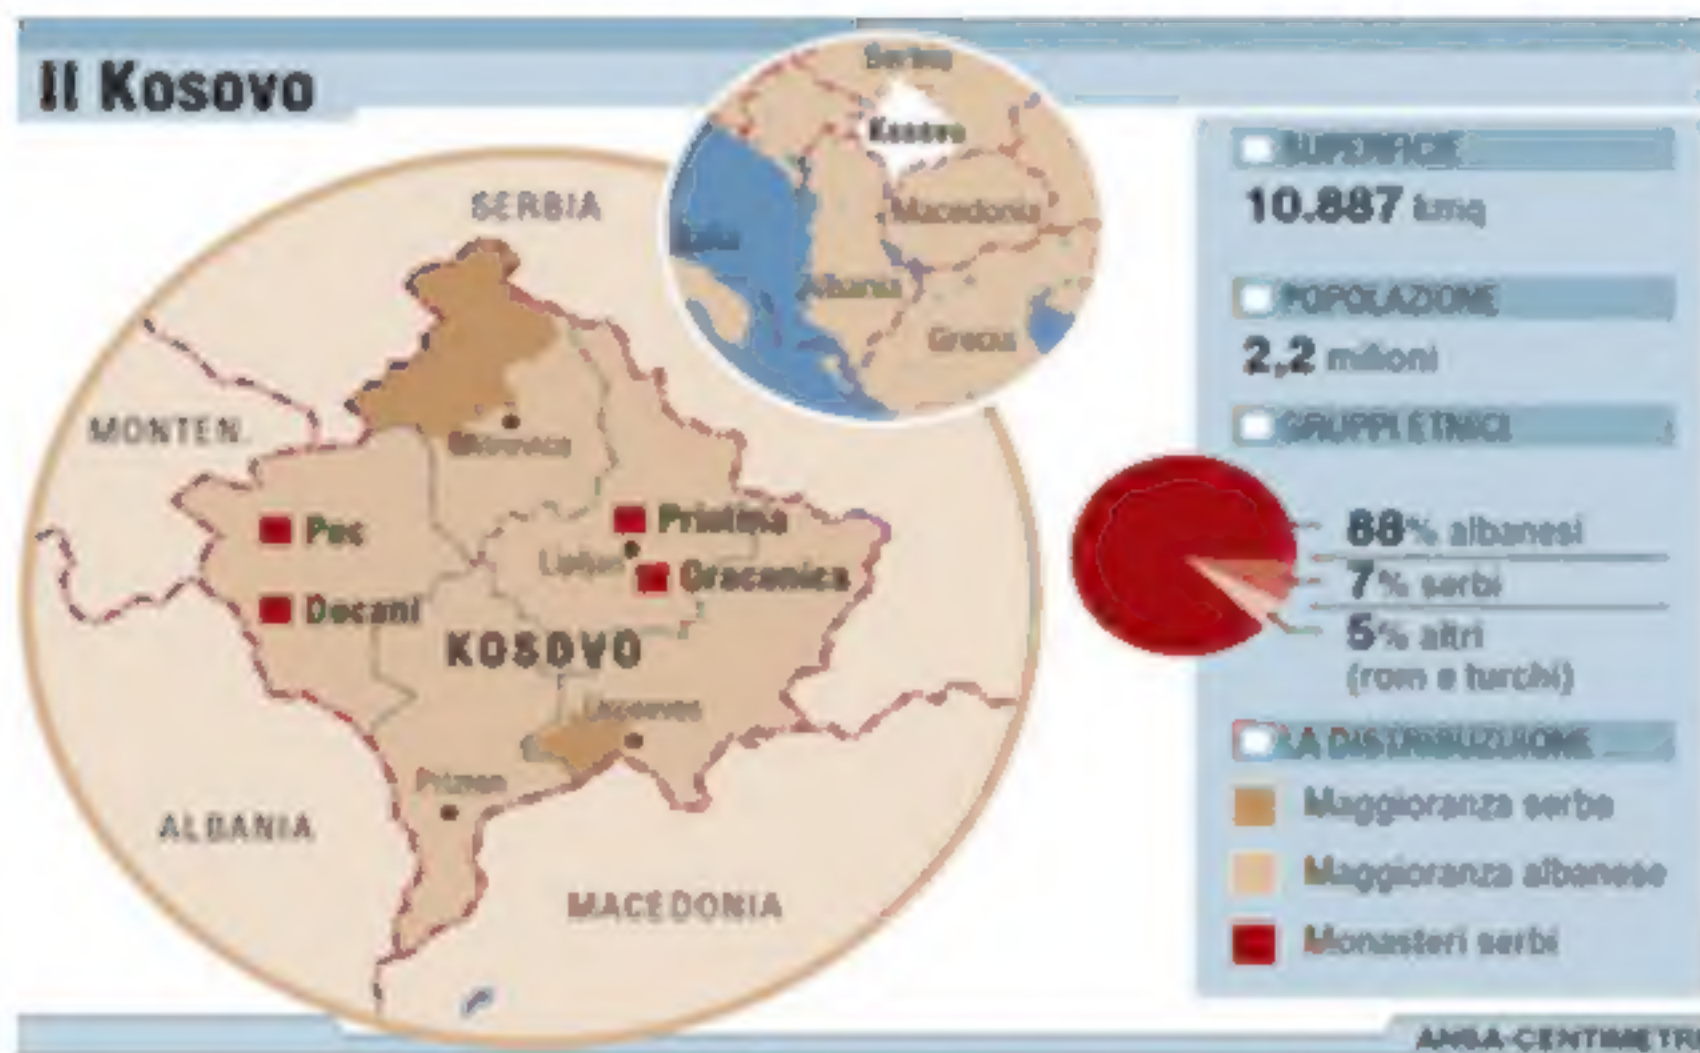 Il Kosovo
Serbia
Kosovo
Macedonia
Italia
Albania
Grecia
SERBIA
MONTEN.
Mitrovica
Pec
Pristina
Gracanica
Decani
KOSOVO
Prizren
ALBANIA
MACEDONIA
SUPERFICIE
10.887 kmq
POPOLAZIONE
2,2 milioni
GRUPPI ETNICI
88% albanesi
7% serbi
5% altri
(rom e turchi)
LA DISTRIBUZIONE
Maggioranza serba
Maggioranza albanese
Monasteri serbi
ANSA-CENTIMETRI